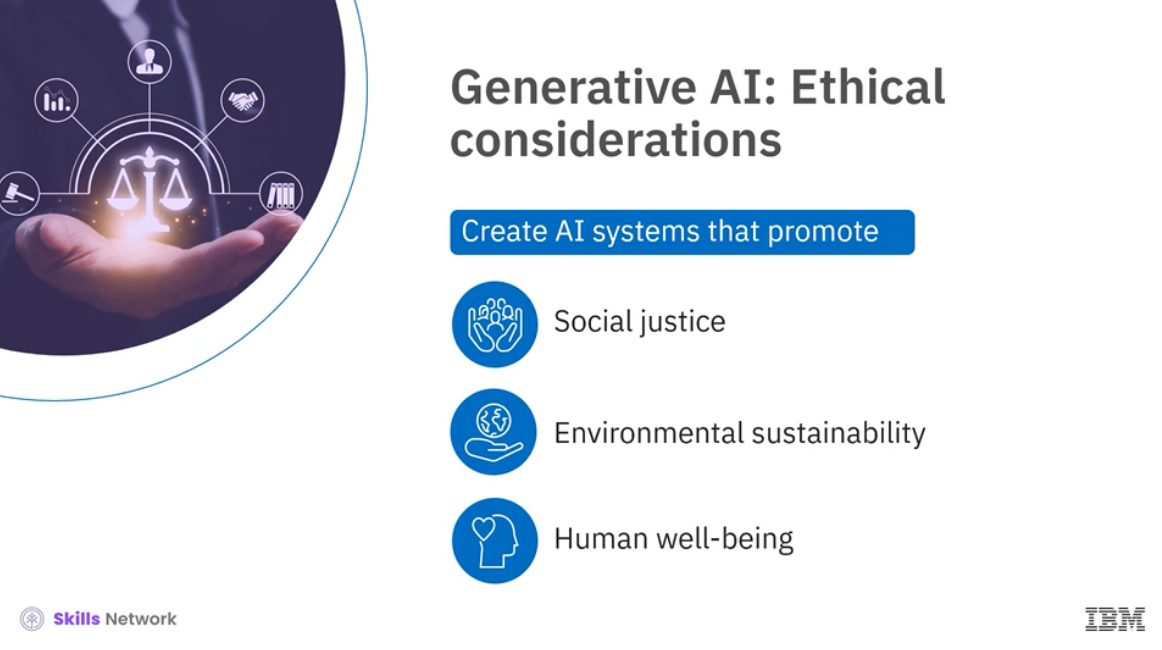 Generative AI: Ethical
considerations
Create AI systems that promote
Social justice
Environmental sustainability
Human well-being
Skills Network
IBM